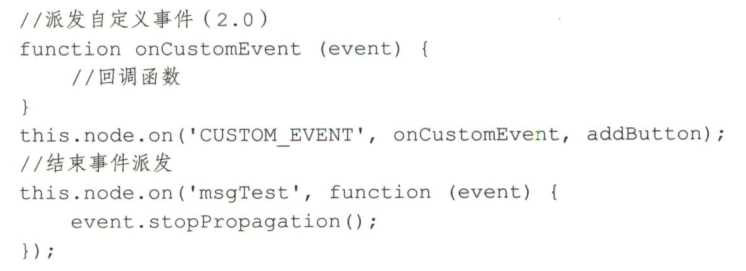 //派发自定义事件（2.0）
function onCustomEvent (event) {
    //回调函数
}
this.node.on('CUSTOM_EVENT', onCustomEvent, addButton);
//结束事件派发
this.node.on('msgTest', function (event) {
    event.stopPropagation();
});